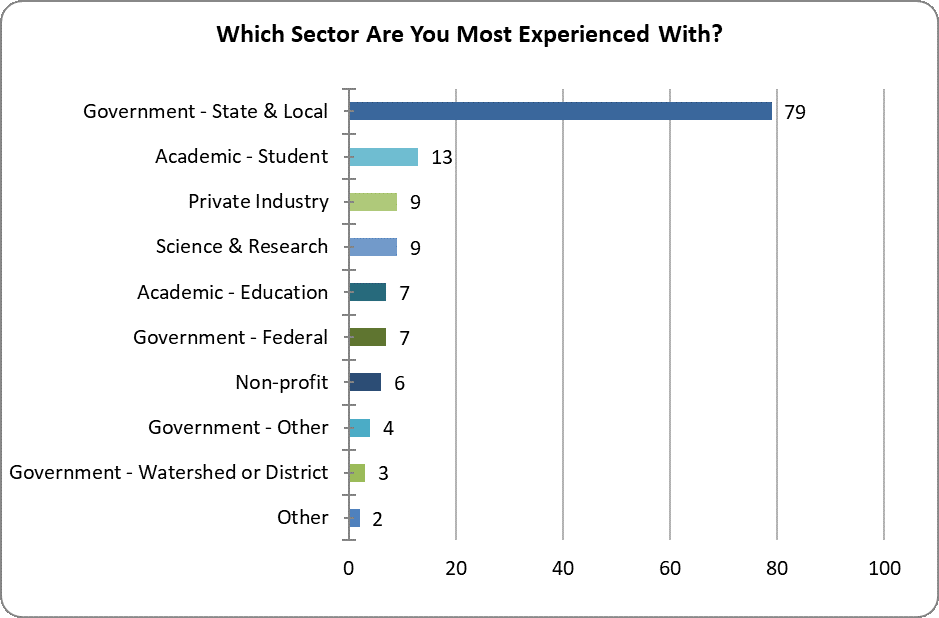 Which Sector Are You Most Experienced With?
Government - State & Local 79
Academic - Student 13
Private Industry 9
Science & Research 9
Academic - Education 7
Government - Federal 7
Non-profit 6
Government - Other 4
Government - Watershed or District 3
Other 2
0 20 40 60 80 100